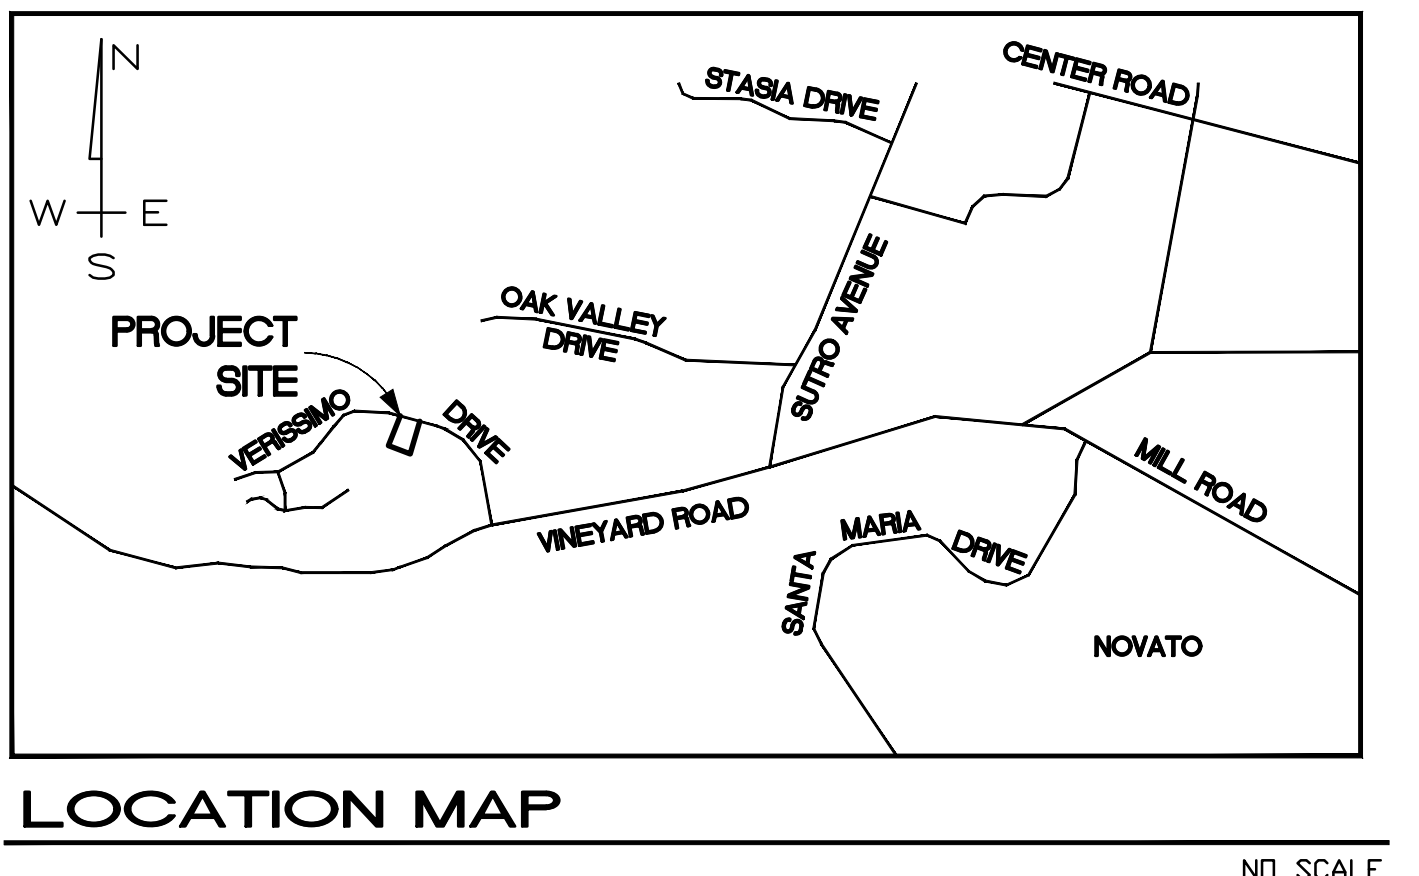 N
W E
S
STASIA DRIVE
CENTER ROAD
SUTRO AVENUE
OAK VALLEY
DRIVE
PROJECT
SITE
VERISSIMO
DRIVE
VINEYARD ROAD
MILL ROAD
SANTA
MARIA
DRIVE
NOVATO
LOCATION MAP
NO SCALE